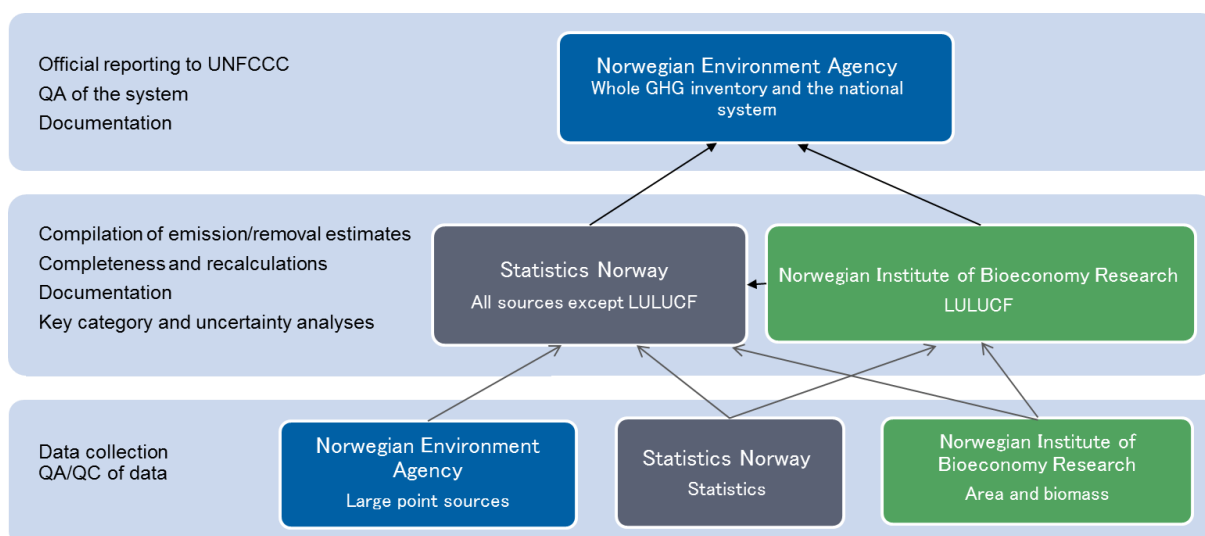 Official reporting to UNFCCC
QA of the system
Documentation
Norwegian Environment Agency
Whole GHG inventory and the national
system
Compilation of emission/removal estimates
Completeness and recalculations
Documentation
Key category and uncertainty analyses
Statistics Norway
All sources except LULUCF
Norwegian Institute of Bioeconomy Research
LULUCF
Data collection
QA/QC of data
Norwegian Environment
Agency
Large point sources
Statistics Norway
Statistics
Norwegian Institute of
Bioeconomy Research
Area and biomass